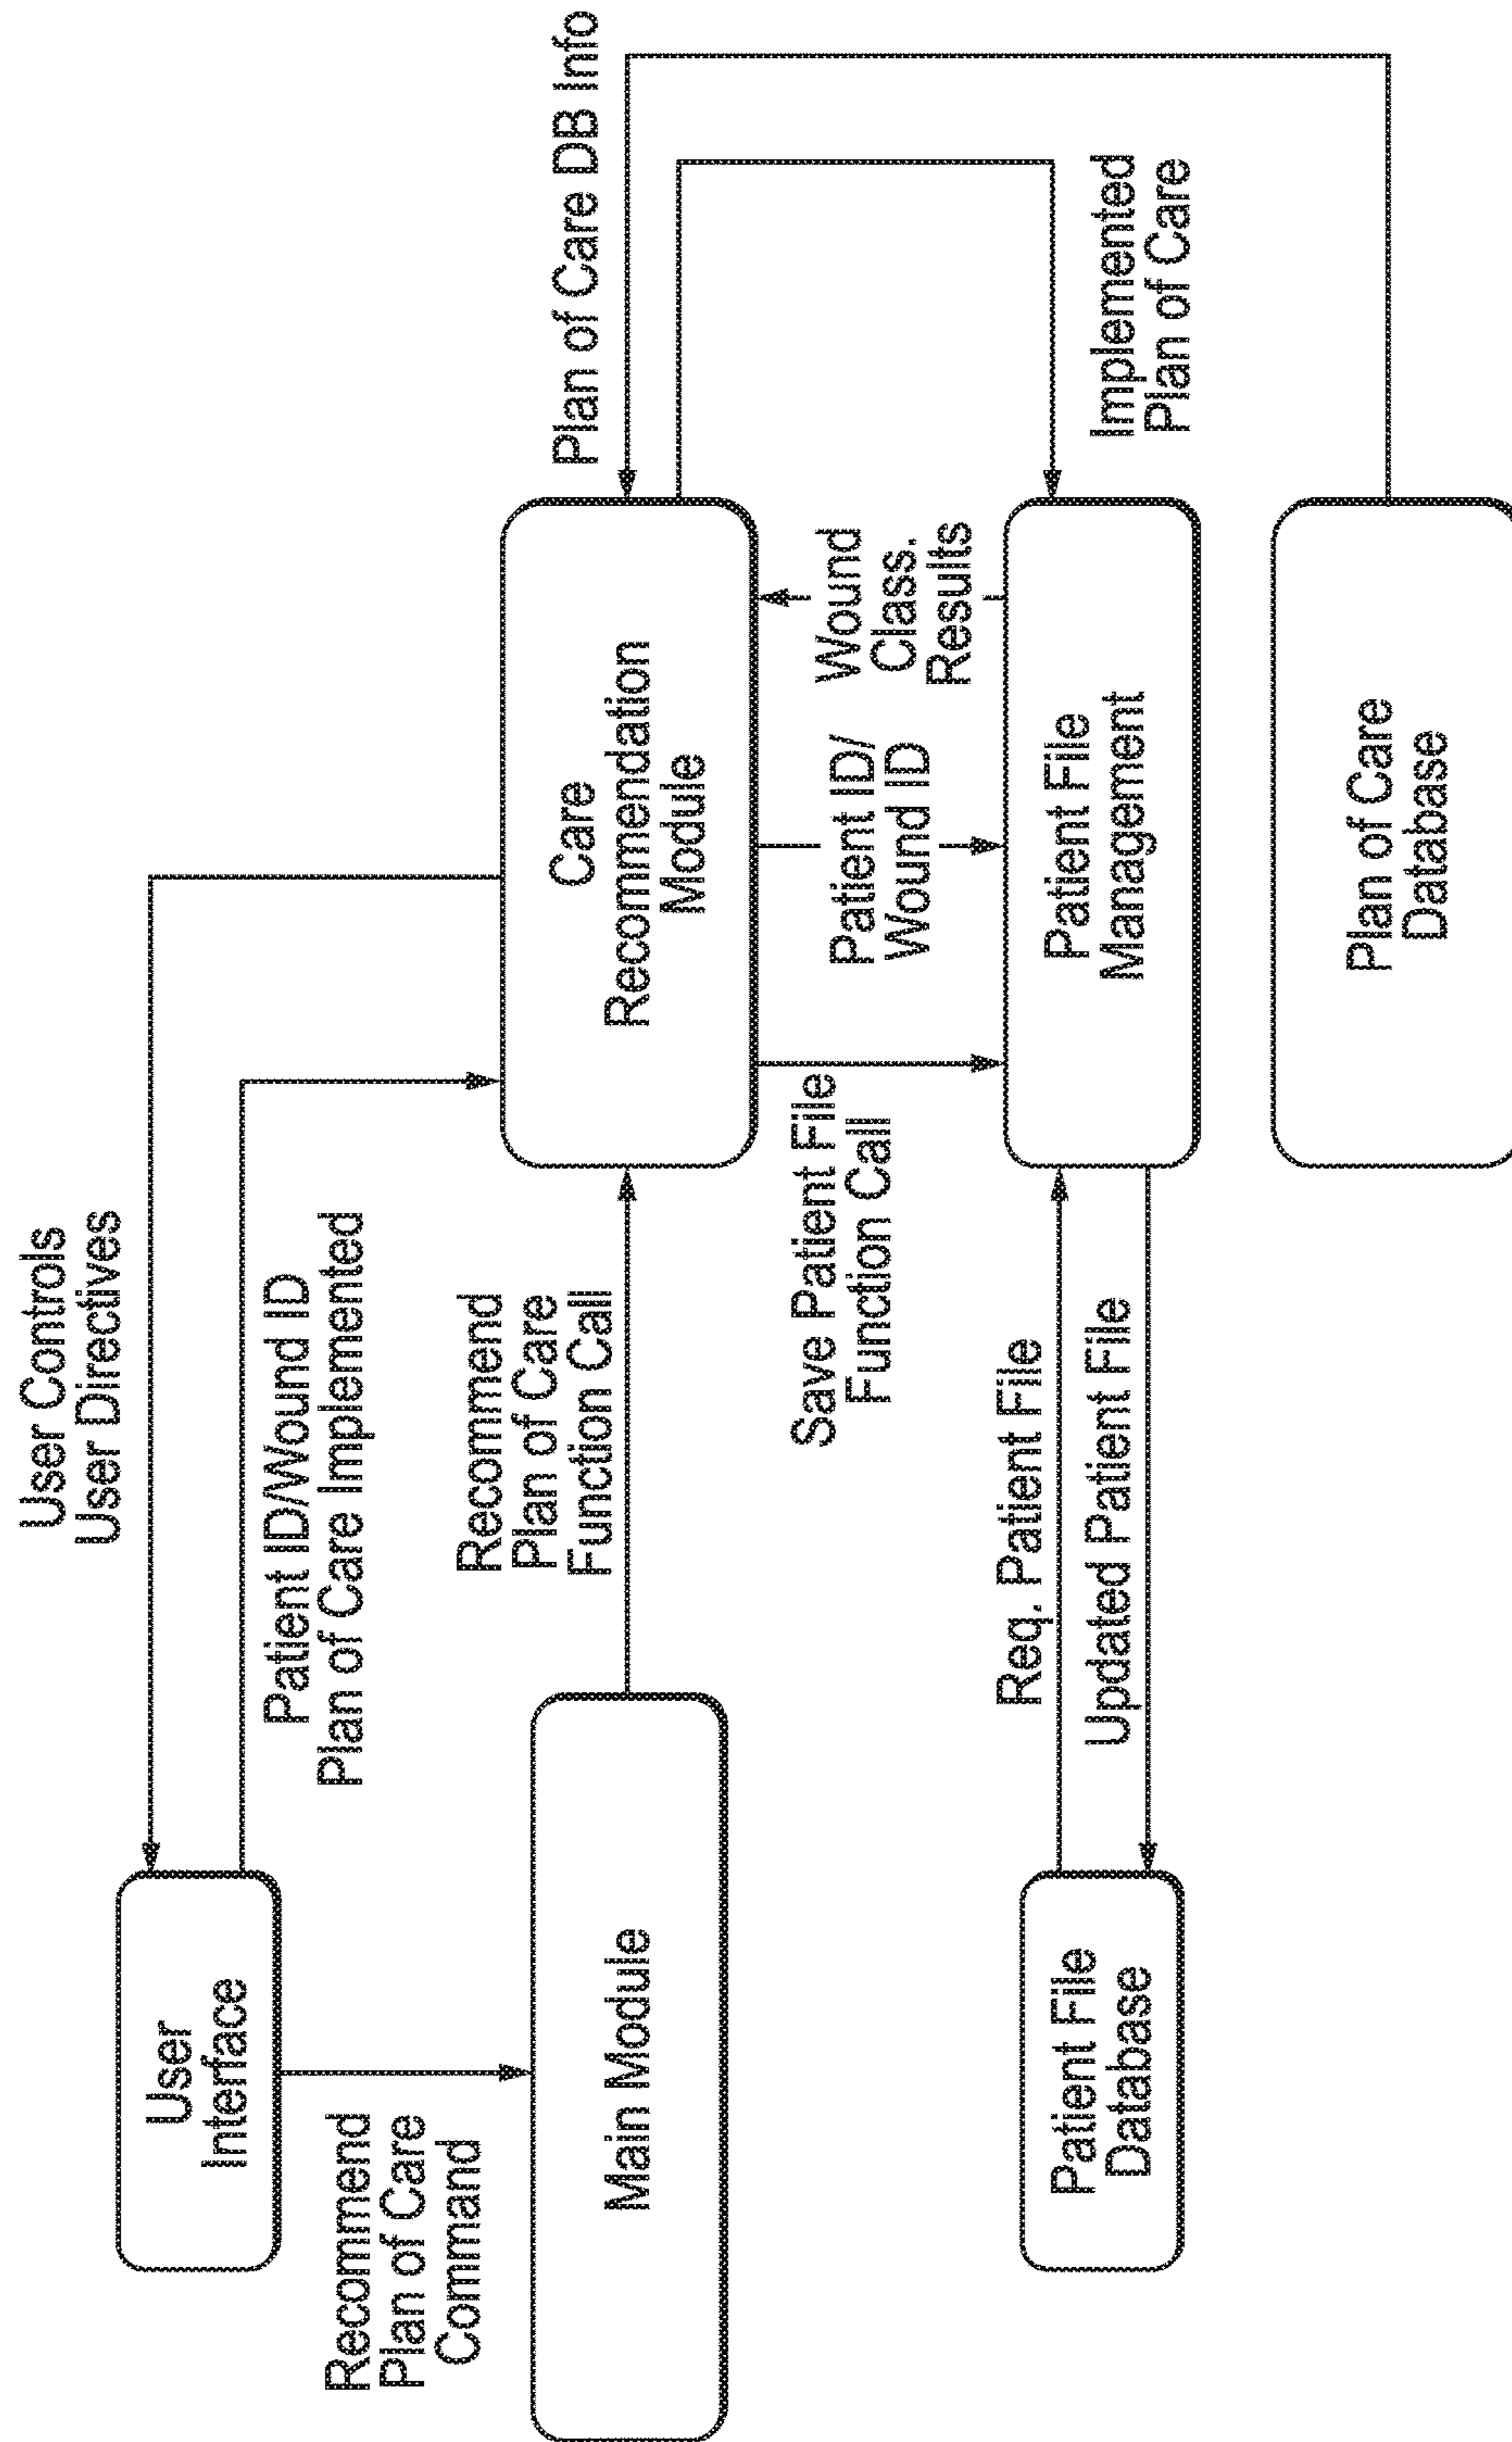 User Controls
User Directives
Patient ID/Wound ID
Plan of Care Implemented
User
Interface
Recommend
Plan of Care
Command
Main Module
Recommend
Plan of Care
Function Call
Care
Recommendation
Module
Plan of Care DB Info
Save Patient File
Function Call
Patient ID/
Wound ID
Wound
Class.
Results
Implemented
Plan of Care
Patient File
Database
Req. Patient File
Updated Patient File
Patient File
Management
Plan of Care
Database